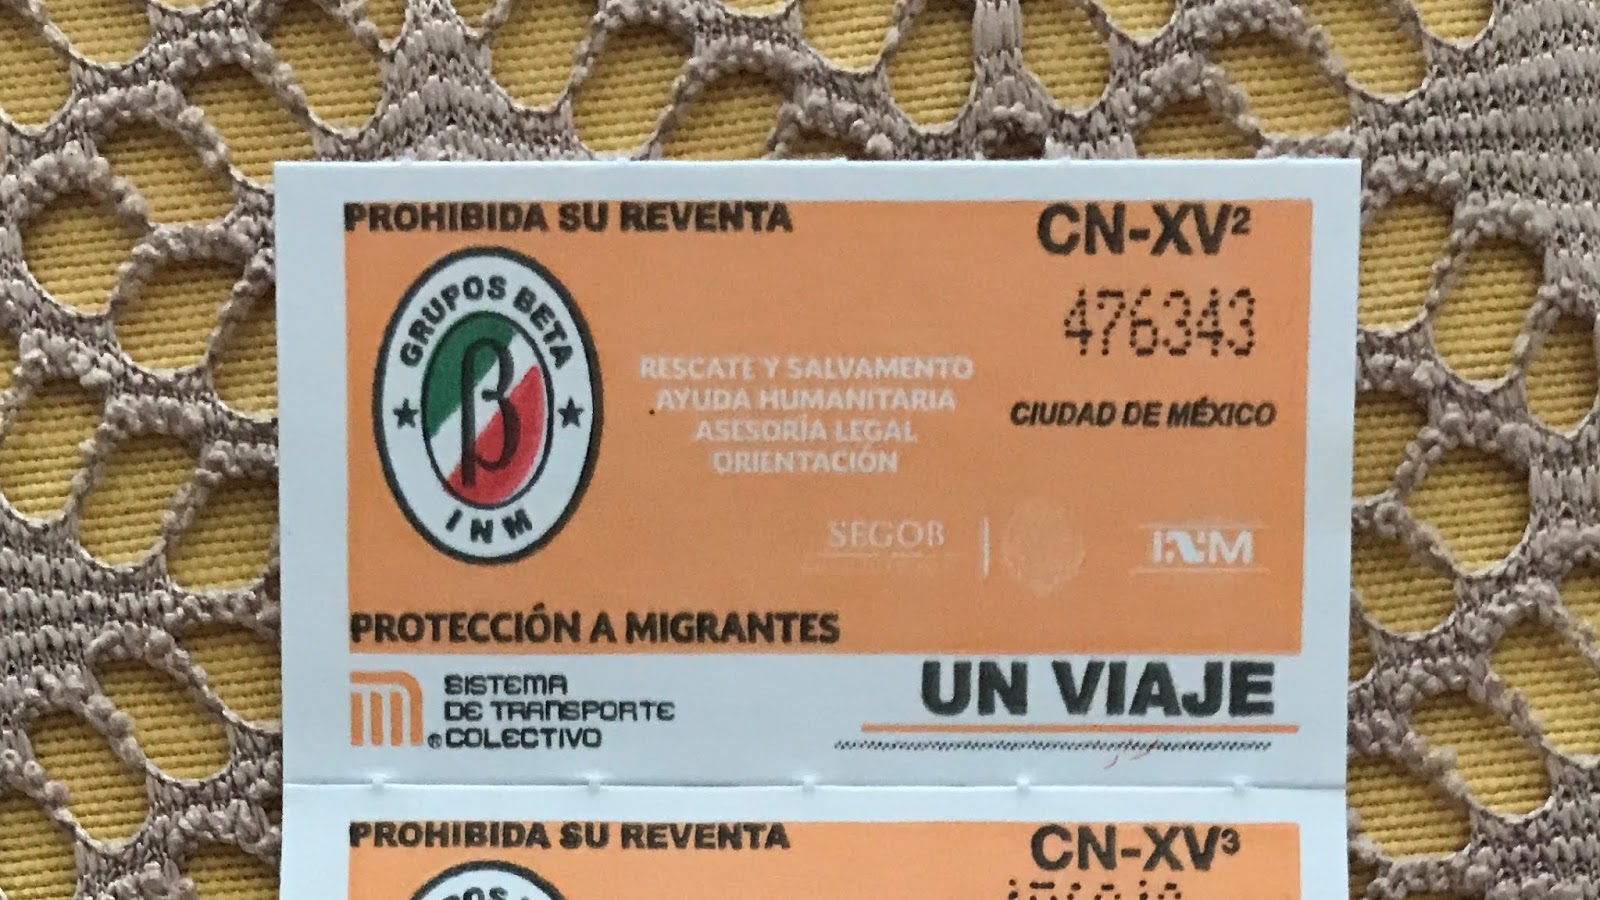 PROHIBIDA SU REVENTA
CN-XV²
476343
GRUPOS BETA
β
INM
RESCATE Y SALVAMENTO
AYUDA HUMANITARIA
ASESORÍA LEGAL
ORIENTACIÓN
CIUDAD DE MÉXICO
SEGOB
INM
PROTECCIÓN A MIGRANTES
SISTEMA
DE TRANSPORTE
®COLECTIVO
UN VIAJE
PROHIBIDA SU REVENTA
CN-XV³